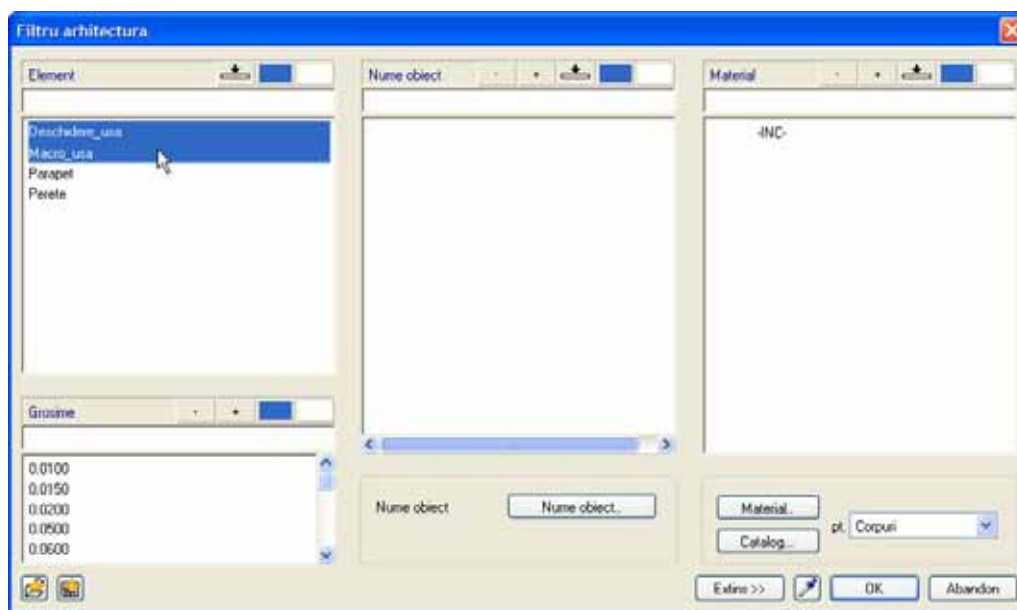 Filtru arhitectura
Element
Nume obiect - +
Material - +
Deschidere_usa
Macro_usa
Parapet
Perete
-INC-
Grosime - +
0.0100
0.0150
0.0200
0.0500
0.0600
Nume obiect
Nume obiect..
Material..
Catalog...
pt. Corpuri
Extins >>
OK
Abandon